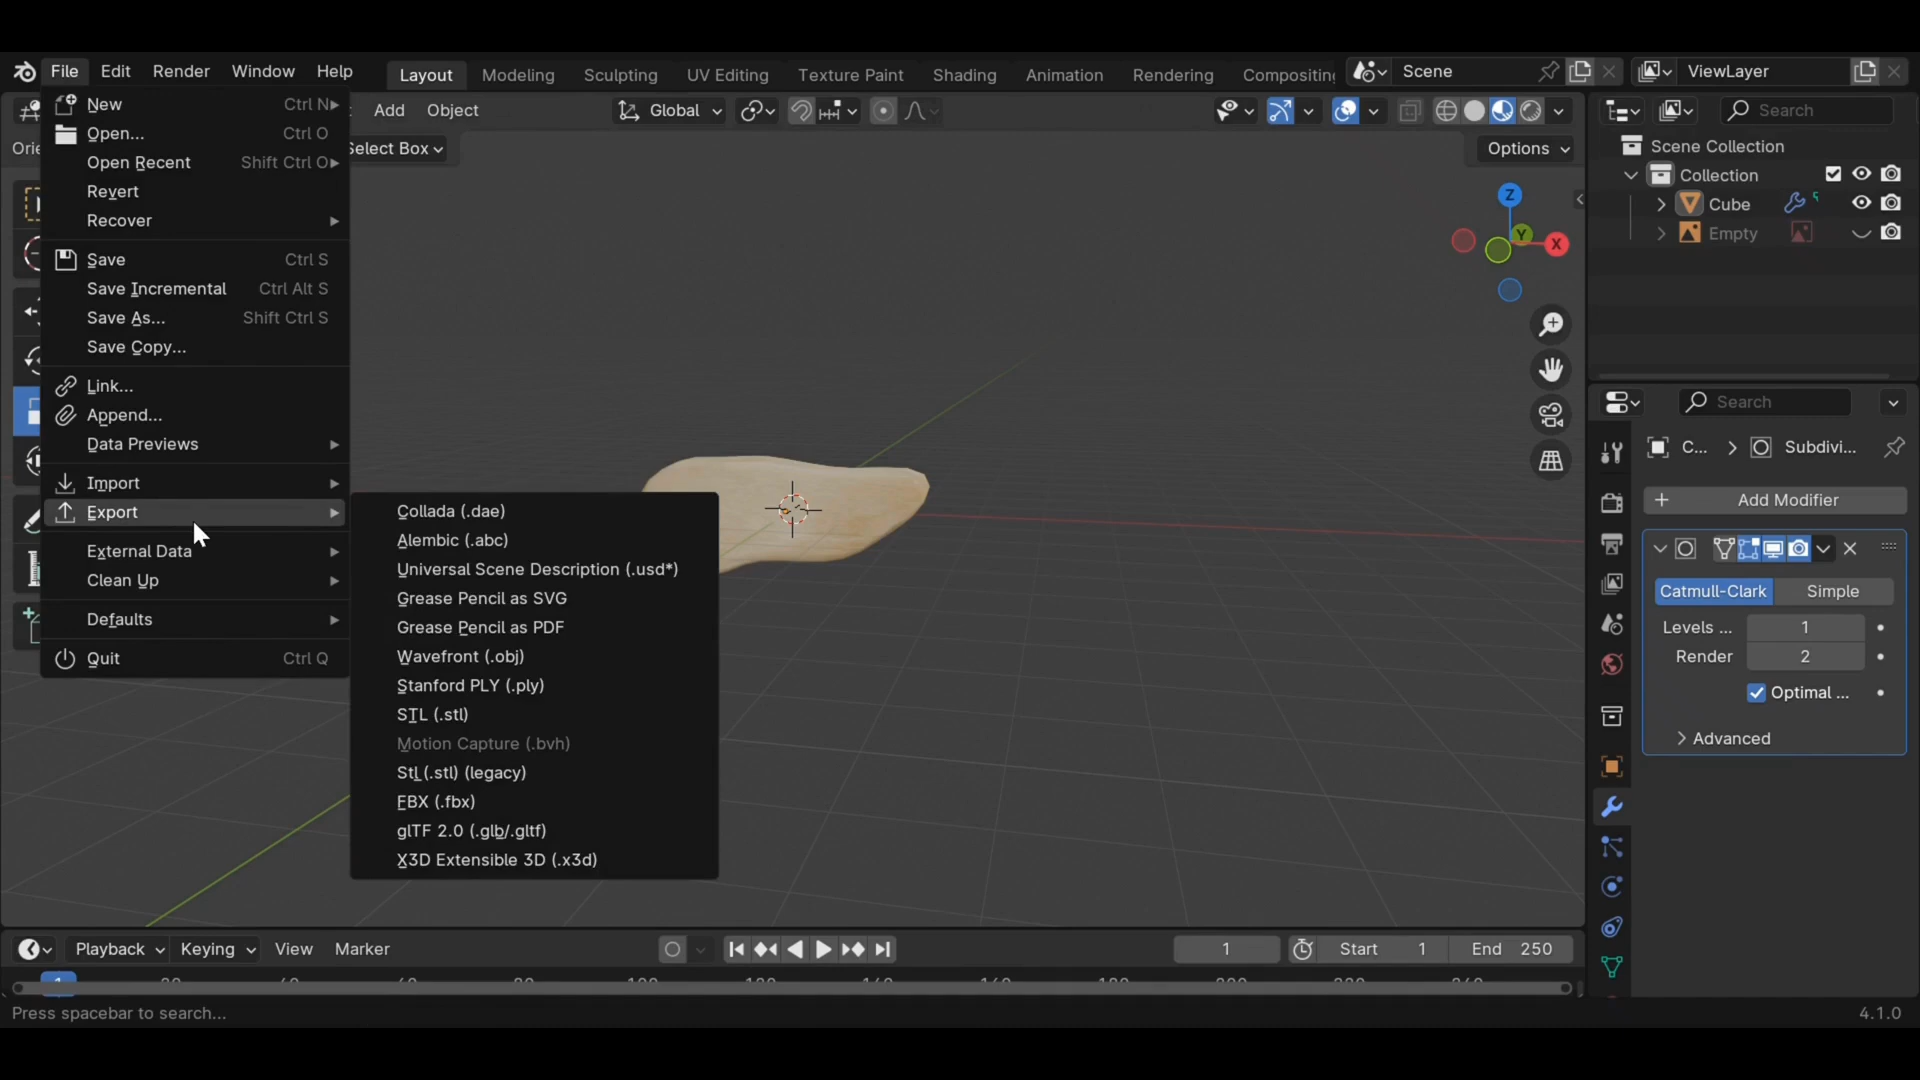 File Edit Render Window Help Layout Modeling Sculpting UV Editing Texture Paint Shading Animation Rendering Compositing Scene ViewLayer
New Ctrl N
Add Object Global Search
Open... Ctrl O
Select Box Options
Scene Collection
Open Recent Shift Ctrl O
Collection
Revert
Cube
Recover
Empty
Z
Y
X
Save Ctrl S
Save Incremental Ctrl Alt S
Save As... Shift Ctrl S
Save Copy...
Link...
Append...
Data Previews
Import
Export
External Data
Clean Up
Defaults
Quit Ctrl Q
Collada (.dae)
Alembic (.abc)
Universal Scene Description (.usd*)
Grease Pencil as SVG
Grease Pencil as PDF
Wavefront (.obj)
Stanford PLY (.ply)
STL (.stl)
Motion Capture (.bvh)
Stl (.stl) (legacy)
FBX (.fbx)
glTF 2.0 (.glb/.gltf)
X3D Extensible 3D (.x3d)
Search
C... Subdivi...
Add Modifier
Catmull-Clark Simple
Levels ... 1
Render 2
Optimal ...
Advanced
Playback Keying View Marker 1 Start 1 End 250
1
Press spacebar to search... 4.1.0